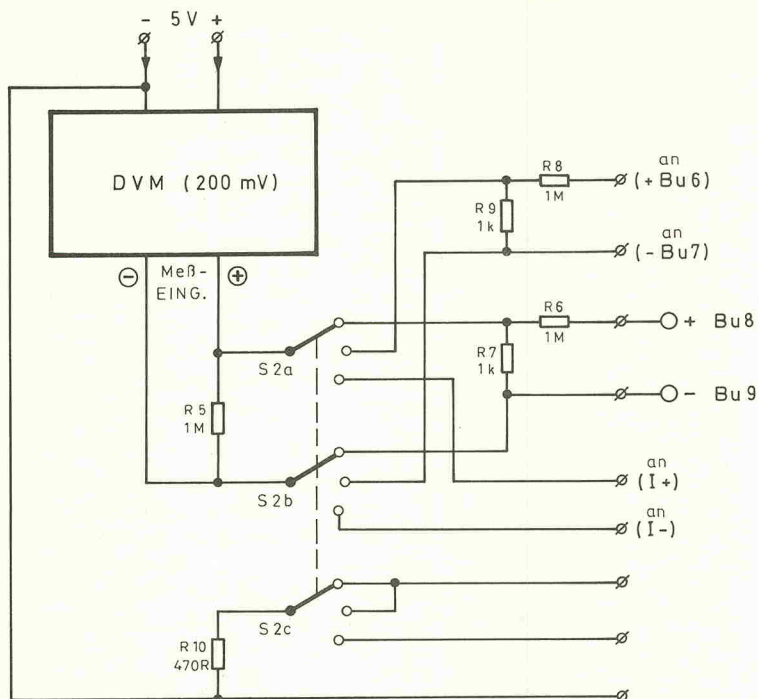 - 5 V +
DVM (200 mV)
⊖ Meß- ⊕
EING.
R8
1M
an
(+Bu6)
R9
1k
an
(-Bu7)
R6
1M
+ Bu8
S2a
R7
1k
- Bu9
R5
1M
S2b
an
(I+)
an
(I-)
S2c
R10
470R